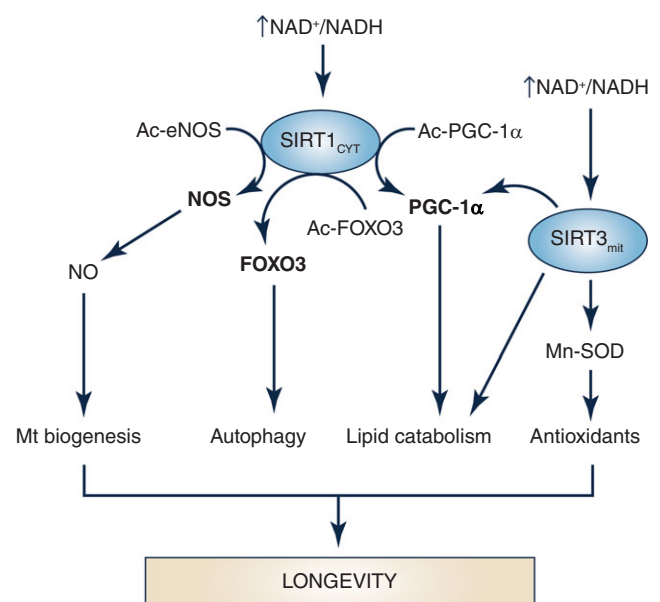 ↑NAD⁺/NADH
↑NAD⁺/NADH
Ac-eNOS
SIRT1CYT
Ac-PGC-1α
NOS
PGC-1α
Ac-FOXO3
SIRT3mit
FOXO3
NO
Mn-SOD
Mt biogenesis
Autophagy
Lipid catabolism
Antioxidants
LONGEVITY